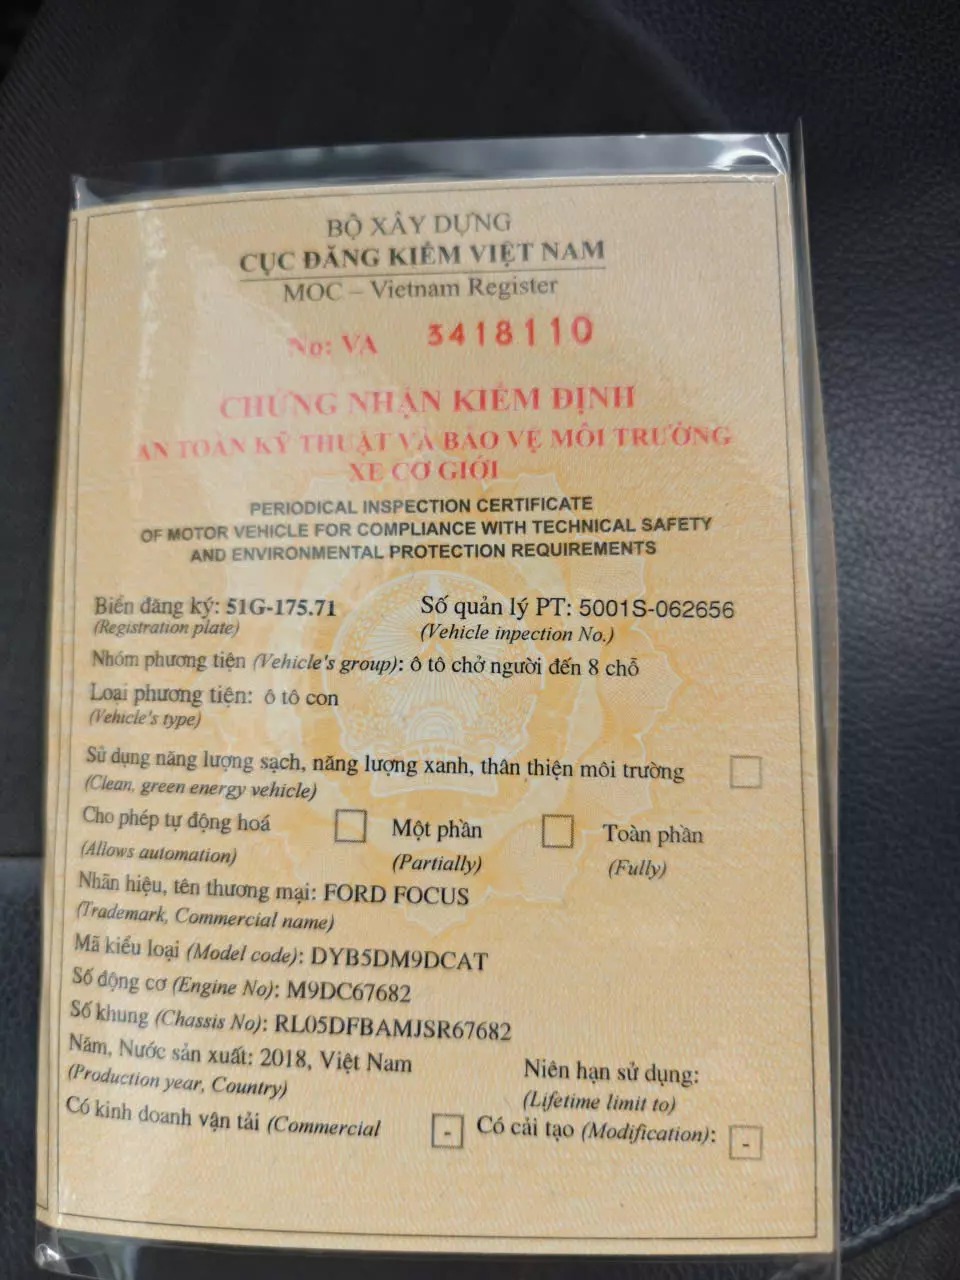 BỘ XÂY DỰNG
CỤC ĐĂNG KIỂM VIỆT NAM
MOC – Vietnam Register
No: VA 3418110
CHỨNG NHẬN KIỂM ĐỊNH
AN TOÀN KỸ THUẬT VÀ BẢO VỆ MÔI TRƯỜNG
XE CƠ GIỚI
PERIODICAL INSPECTION CERTIFICATE
OF MOTOR VEHICLE FOR COMPLIANCE WITH TECHNICAL SAFETY
AND ENVIRONMENTAL PROTECTION REQUIREMENTS
Biển đăng ký: 51G-175.71 Số quản lý PT: 5001S-062656
(Registration plate) (Vehicle inpection No.)
Nhóm phương tiện (Vehicle's group): ô tô chở người đến 8 chỗ
Loại phương tiện: ô tô con
(Vehicle's type)
Sử dụng năng lượng sạch, năng lượng xanh, thân thiện môi trường
(Clean, green energy vehicle)
Cho phép tự động hoá Một phần Toàn phần
(Allows automation) (Partially) (Fully)
Nhãn hiệu, tên thương mại: FORD FOCUS
(Trademark, Commercial name)
Mã kiểu loại (Model code): DYB5DM9DCAT
Số động cơ (Engine No): M9DC67682
Số khung (Chassis No): RL05DFBAMJSR67682
Năm, Nước sản xuất: 2018, Việt Nam Niên hạn sử dụng:
(Production year, Country) (Lifetime limit to)
Có kinh doanh vận tải (Commercial - Có cải tạo (Modification): -